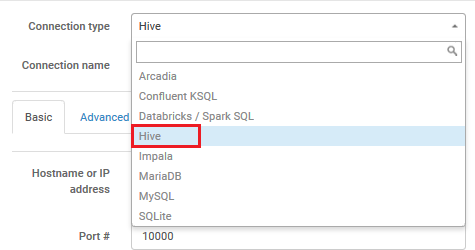 Connection type Hive
Connection name
Arcadia
Confluent KSQL
Basic Advanced Databricks / Spark SQL
Hive
Impala
Hostname or IP address MariaDB
MySQL
SQLite
Port # 10000